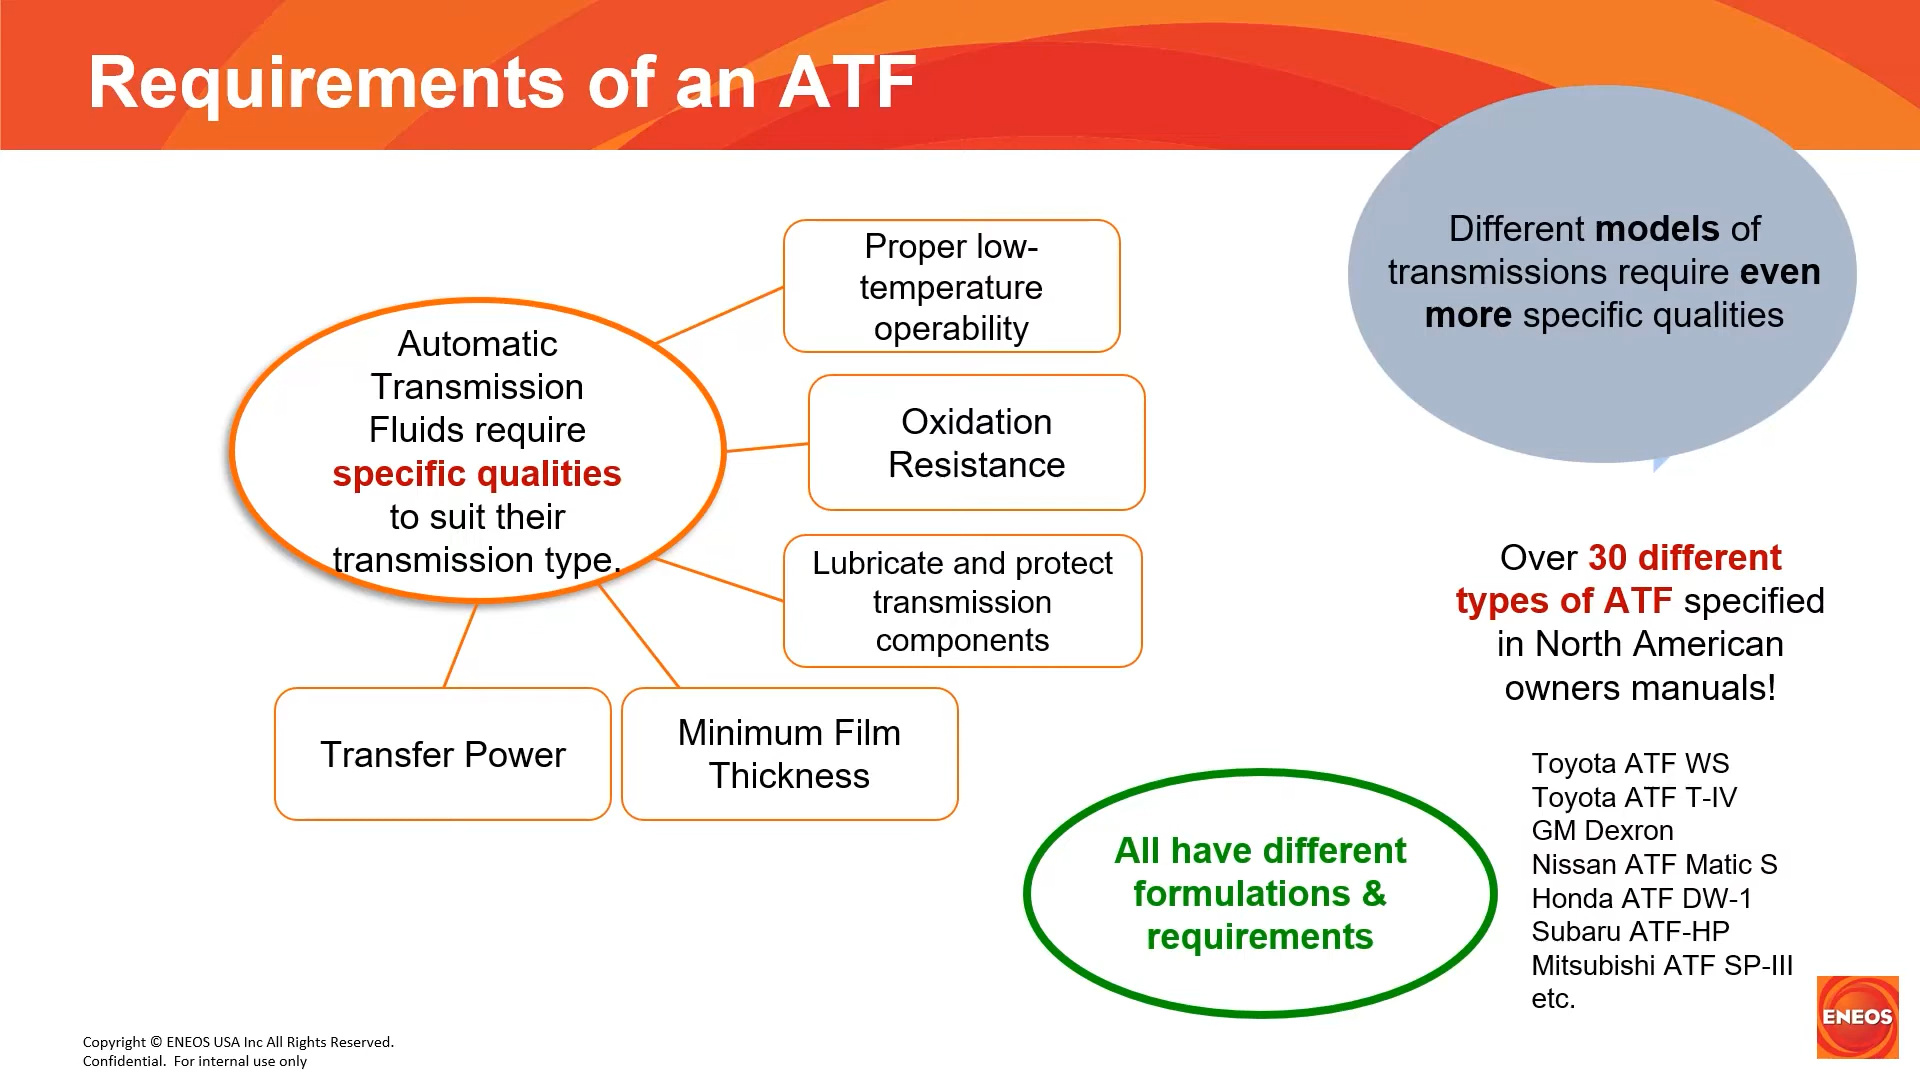 Requirements of an ATF
Automatic
Transmission
Fluids require
specific qualities
to suit their
transmission type.
Proper low-
temperature
operability
Oxidation
Resistance
Lubricate and protect
transmission
components
Transfer Power
Minimum Film
Thickness
Different models of
transmissions require even
more specific qualities
Over 30 different
types of ATF specified
in North American
owners manuals!
Toyota ATF WS
Toyota ATF T-IV
GM Dexron
Nissan ATF Matic S
Honda ATF DW-1
Subaru ATF-HP
Mitsubishi ATF SP-III
etc.
All have different
formulations &
requirements
Copyright © ENEOS USA Inc All Rights Reserved.
Confidential.  For internal use only
ENEOS